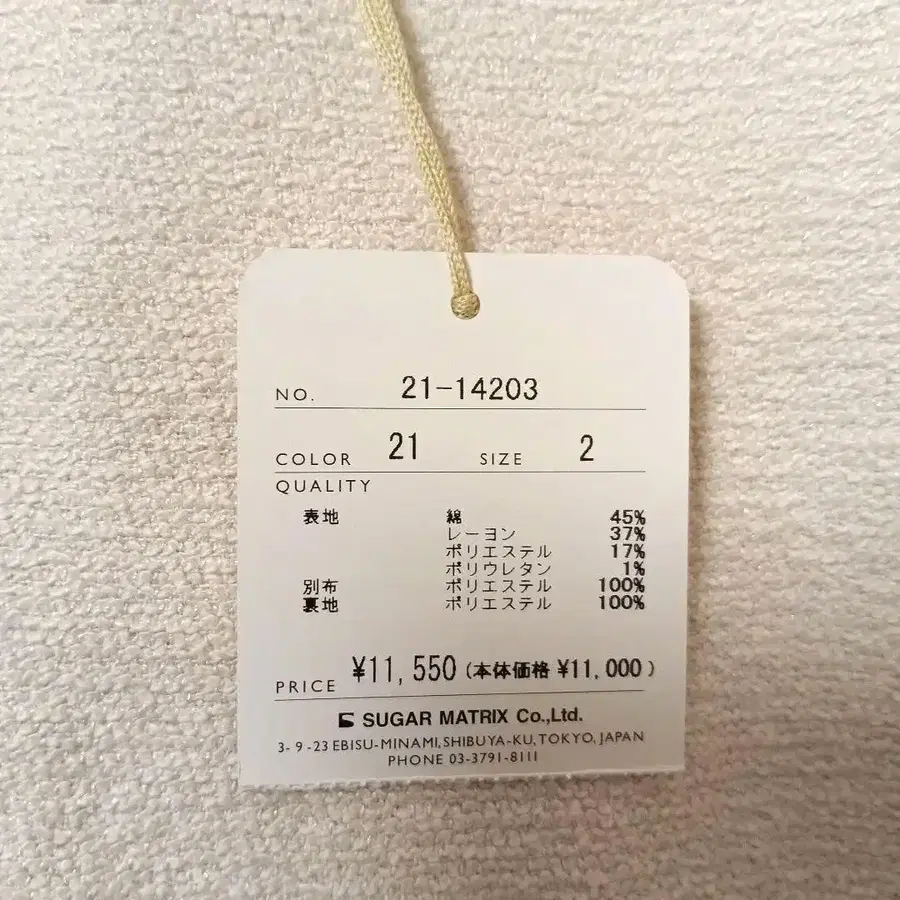 NO. 21-14203
COLOR 21 SIZE 2
QUALITY
表地 綿 45%
レーヨン 37%
ポリエステル 17%
ポリウレタン 1%
別布 ポリエステル 100%
裏地 ポリエステル 100%
PRICE ¥11,550 (本体価格 ¥11,000 )
SUGAR MATRIX Co.,Ltd.
3-9-23 EBISU-MINAMI, SHIBUYA-KU, TOKYO, JAPAN
PHONE 03-3791-8111